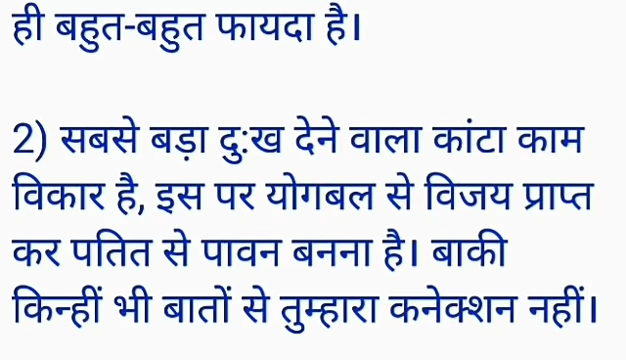 ही बहुत-बहुत फायदा है।
2) सबसे बड़ा दु:ख देने वाला कांटा काम
विकार है, इस पर योगबल से विजय प्राप्त
कर पतित से पावन बनना है। बाकी
किन्हीं भी बातों से तुम्हारा कनेक्शन नहीं।